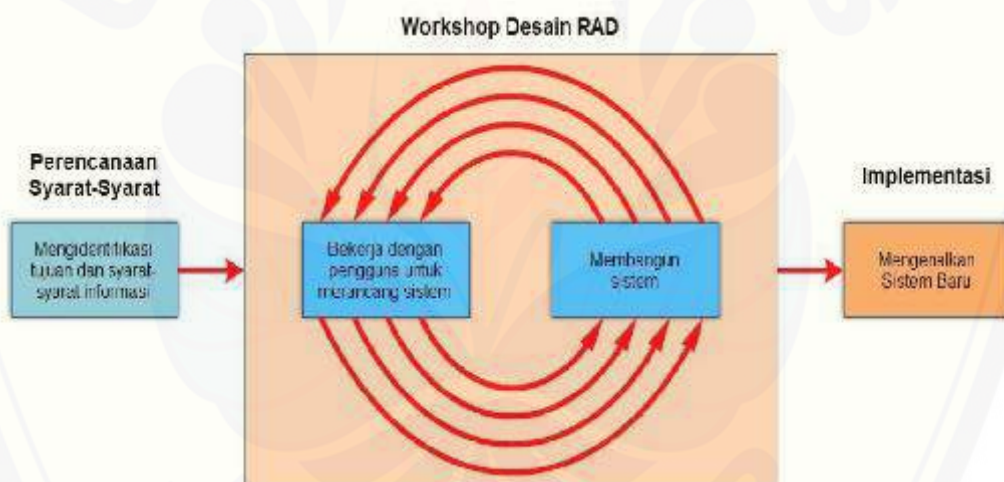 Workshop Desain RAD
Perencanaan
Syarat-Syarat
Mengidentifikasi
tujuan dan syarat-
syarat informasi
Bekerja dengan
pengguna untuk
merancang sistem
Membangun
sistem
Implementasi
Mengenalkan
Sistem Baru